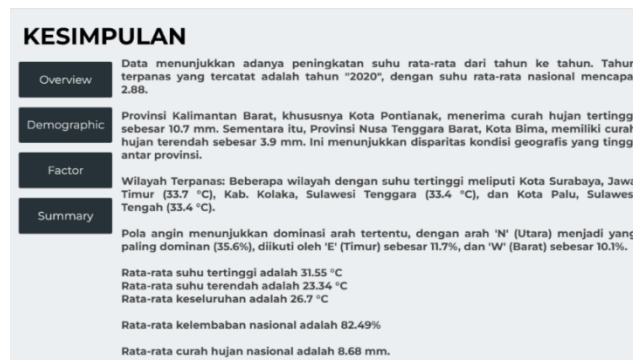 KESIMPULAN
Overview
Demographic
Factor
Summary
Data menunjukkan adanya peningkatan suhu rata-rata dari tahun ke tahun. Tahun
terpanas yang tercatat adalah tahun "2020", dengan suhu rata-rata nasional mencapa
2.88.
Provinsi Kalimantan Barat, khususnya Kota Pontianak, menerima curah hujan tertingg
sebesar 10.7 mm. Sementara itu, Provinsi Nusa Tenggara Barat, Kota Bima, memiliki curah
hujan terendah sebesar 3.9 mm. Ini menunjukkan disparitas kondisi geografis yang tingg
antar provinsi.
Wilayah Terpanas: Beberapa wilayah dengan suhu tertinggi meliputi Kota Surabaya, Jawa
Timur (33.7 °C), Kab. Kolaka, Sulawesi Tenggara (33.4 °C), dan Kota Palu, Sulawes
Tengah (33.4 °C).
Pola angin menunjukkan dominasi arah tertentu, dengan arah 'N' (Utara) menjadi yang
paling dominan (35.6%), diikuti oleh 'E' (Timur) sebesar 11.7%, dan 'W' (Barat) sebesar 10.1%.
Rata-rata suhu tertinggi adalah 31.55 °C
Rata-rata suhu terendah adalah 23.34 °C
Rata-rata keseluruhan adalah 26.7 °C
Rata-rata kelembaban nasional adalah 82.49%
Rata-rata curah hujan nasional adalah 8.68 mm.